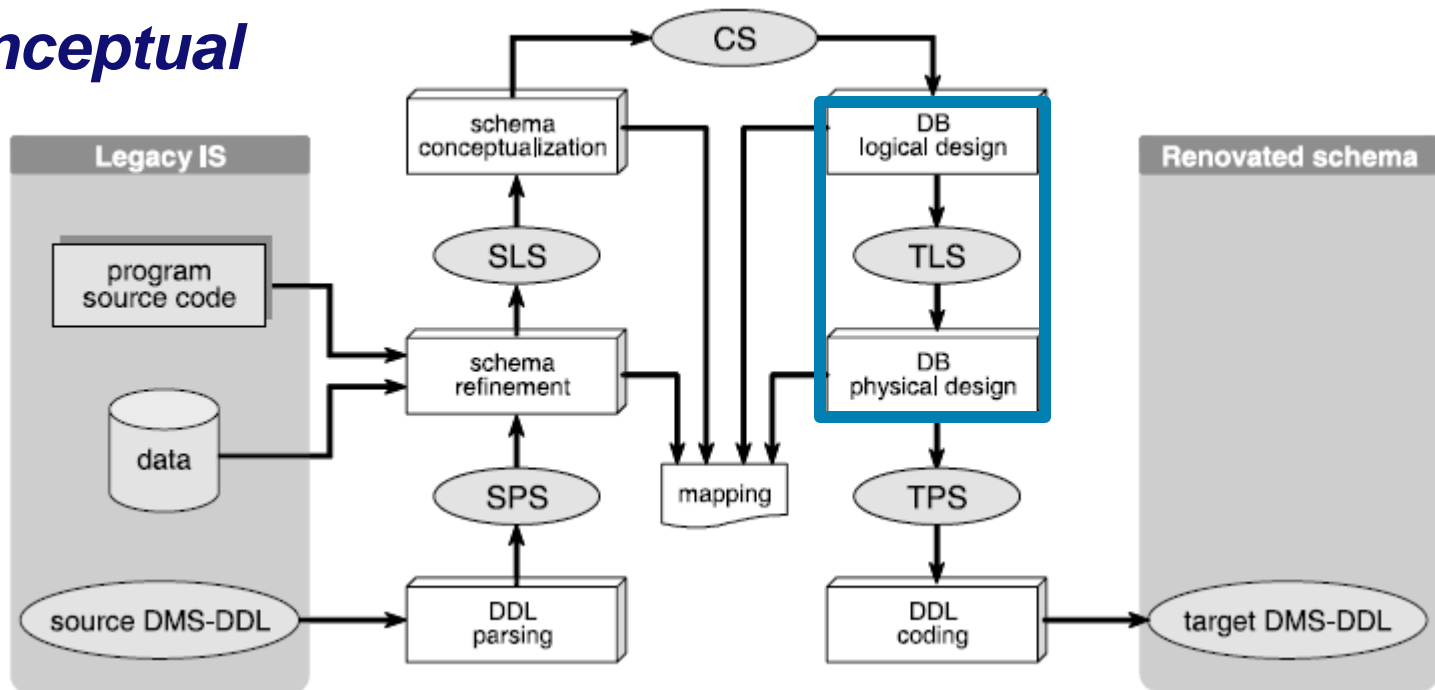 nceptual
CS
schema
conceptualization
DB
logical design
Legacy IS
Renovated schema
program
source code
SLS
TLS
schema
refinement
DB
physical design
data
SPS
mapping
TPS
source DMS-DDL
DDL
parsing
DDL
coding
target DMS-DDL